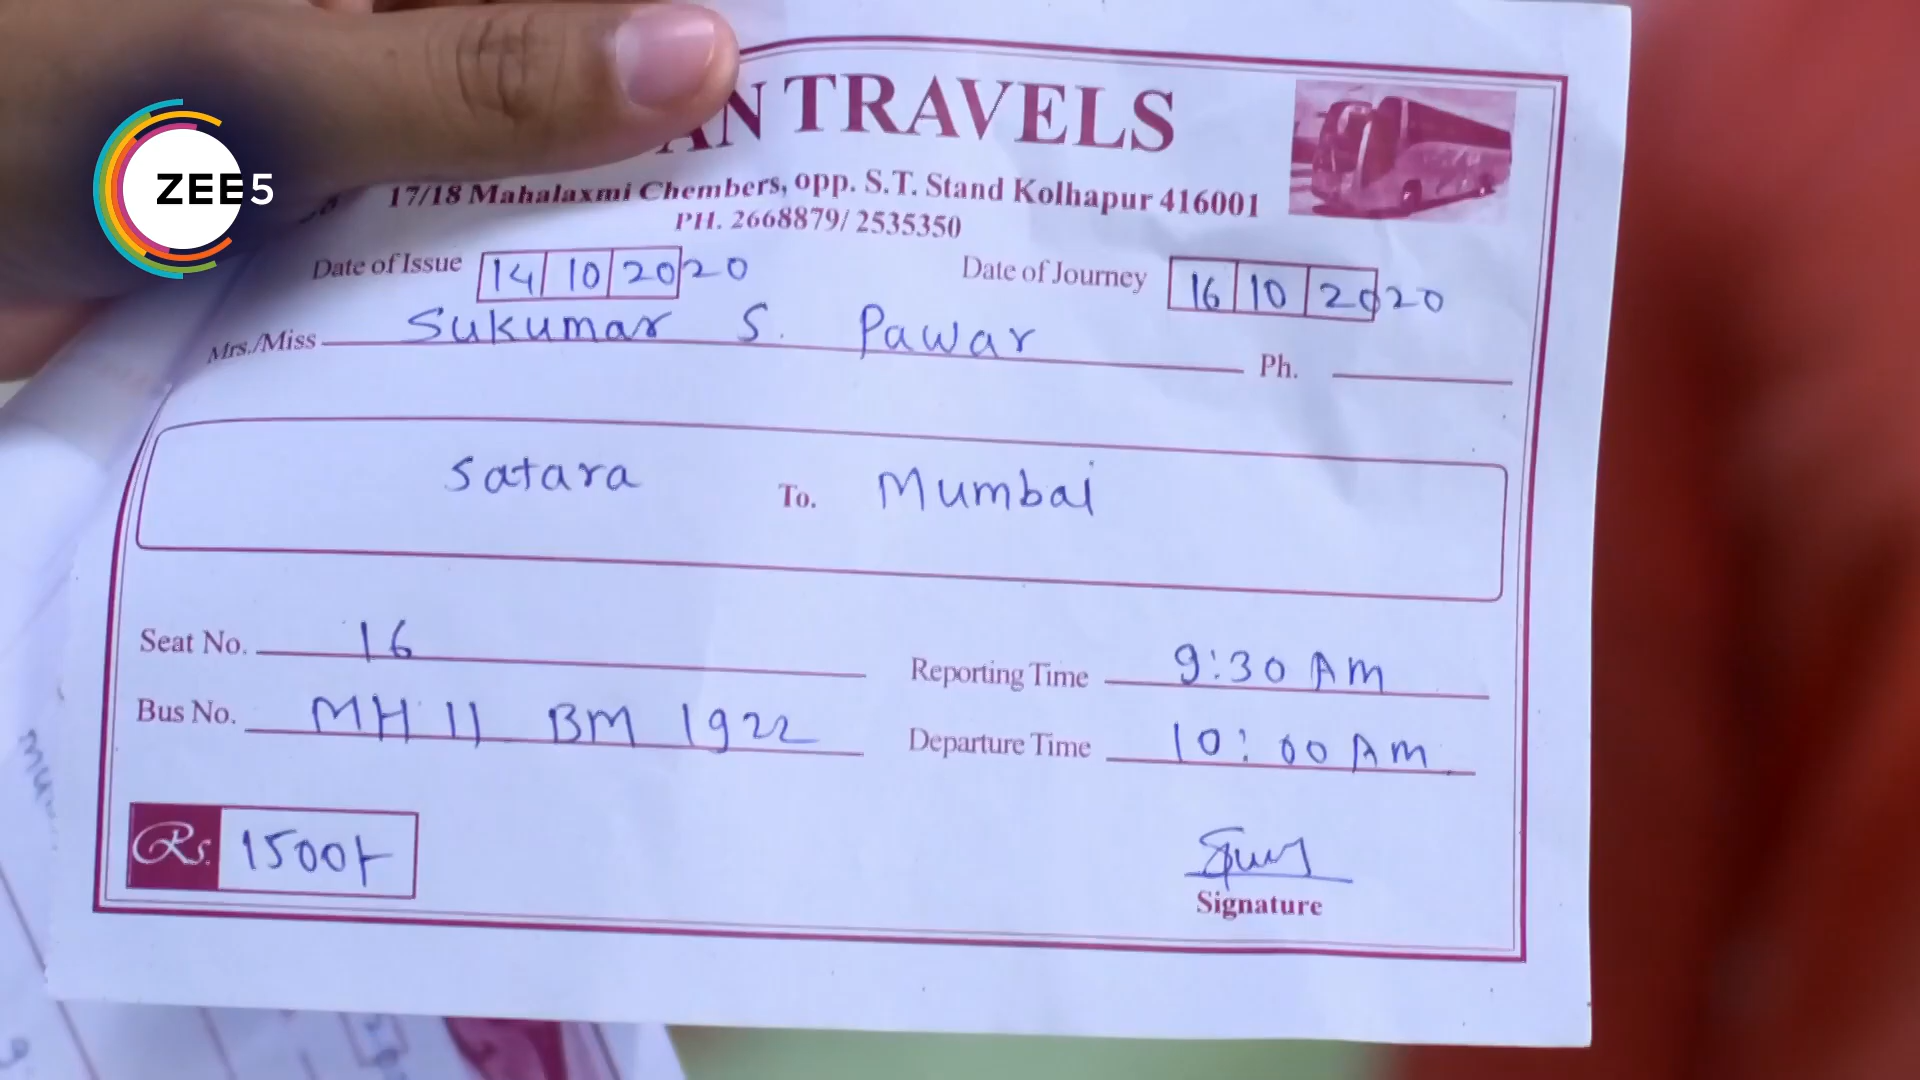 ZEE5
TRAVELS
17/18 Mahalaxmi Chembers, opp. S.T. Stand Kolhapur 416001
PH. 2668879/ 2535350
Date of Issue 14 10 2020 Date of Journey 16 10 2020
Mrs./Miss Sukumar S. Pawar Ph.
Satara To. Mumbai
Seat No. 16 Reporting Time 9:30 AM
Bus No. MH 11 BM 1922 Departure Time 10:00 AM
Rs. 1500/-
Signature